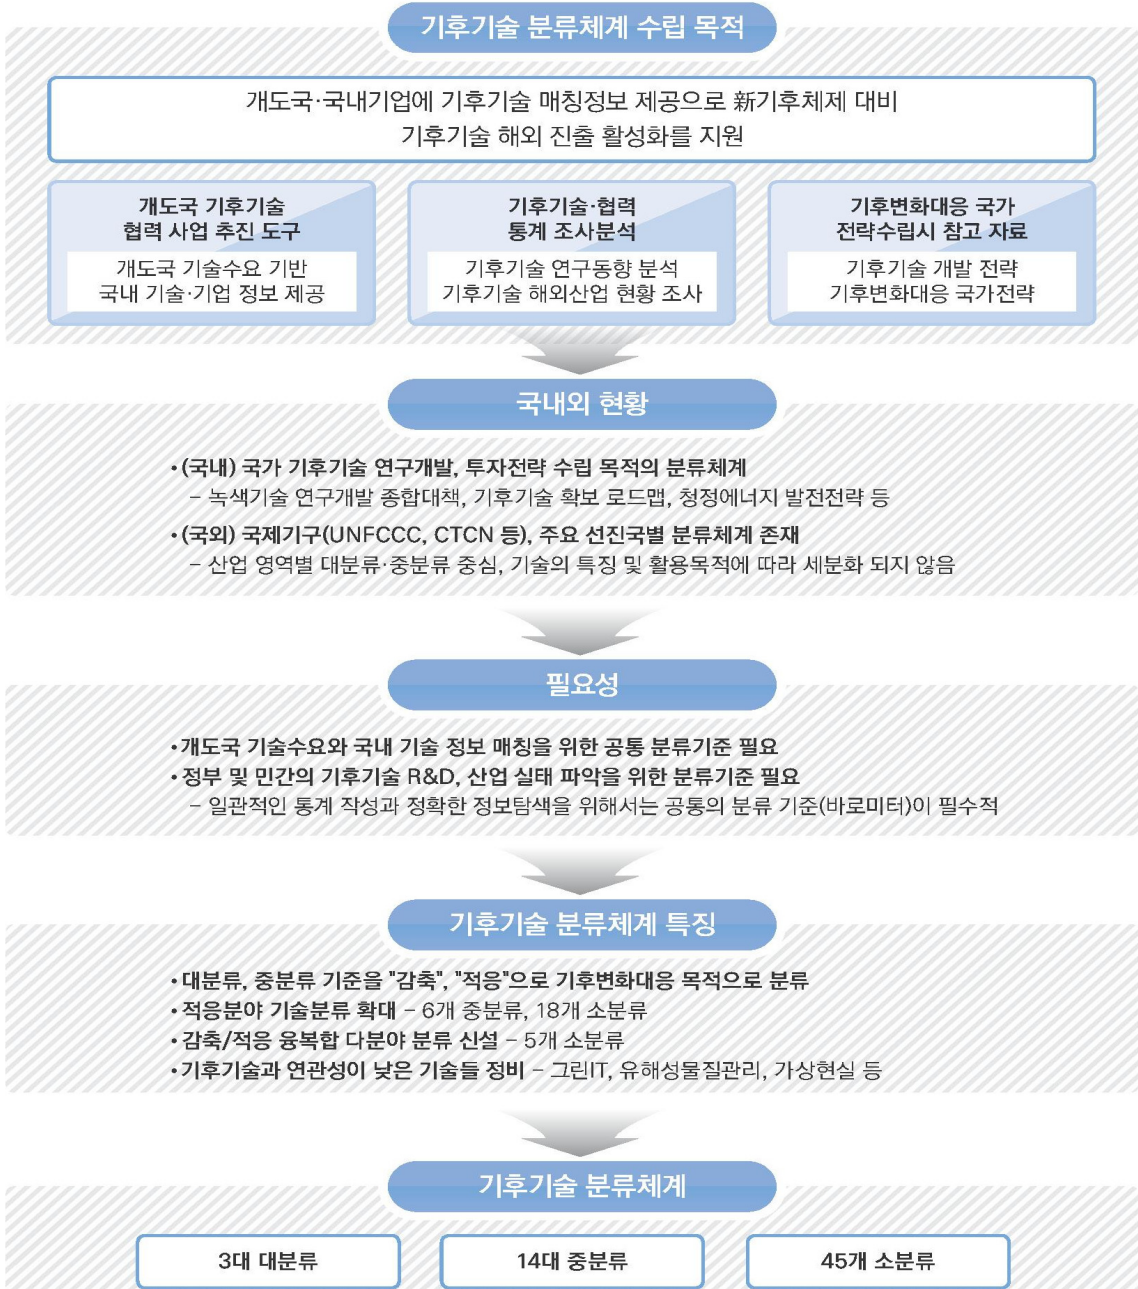 기후기술 분류체계 수립 목적
개도국·국내기업에 기후기술 매칭정보 제공으로 新기후체제 대비
기후기술 해외 진출 활성화를 지원
개도국 기후기술
협력 사업 추진 도구
개도국 기술수요 기반
국내 기술·기업 정보 제공
기후기술·협력
통계 조사분석
기후기술 연구동향 분석
기후기술 해외산업 현황 조사
기후변화대응 국가
전략수립시 참고 자료
기후기술 개발 전략
기후변화대응 국가전략
국내외 현황
•(국내) 국가 기후기술 연구개발, 투자전략 수립 목적의 분류체계
– 녹색기술 연구개발 종합대책, 기후기술 확보 로드맵, 청정에너지 발전전략 등
•(국외) 국제기구(UNFCCC, CTCN 등), 주요 선진국별 분류체계 존재
– 산업 영역별 대분류·중분류 중심, 기술의 특징 및 활용목적에 따라 세분화 되지 않음
필요성
•개도국 기술수요와 국내 기술 정보 매칭을 위한 공통 분류기준 필요
•정부 및 민간의 기후기술 R&D, 산업 실태 파악을 위한 분류기준 필요
– 일관적인 통계 작성과 정확한 정보탐색을 위해서는 공통의 분류 기준(바로미터)이 필수적
기후기술 분류체계 특징
•대분류, 중분류 기준을 "감축", "적응"으로 기후변화대응 목적으로 분류
•적응분야 기술분류 확대 – 6개 중분류, 18개 소분류
•감축/적응 융복합 다분야 분류 신설 – 5개 소분류
•기후기술과 연관성이 낮은 기술들 정비 – 그린IT, 유해성물질관리, 가상현실 등
기후기술 분류체계
3대 대분류
14대 중분류
45개 소분류